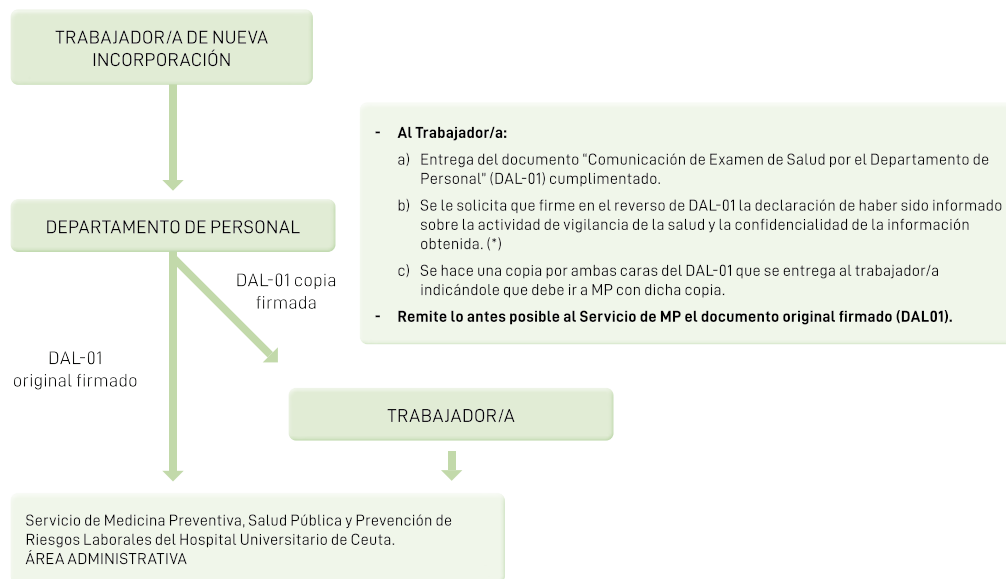 TRABAJADOR/A DE NUEVA
INCORPORACIÓN
- Al Trabajador/a:
a) Entrega del documento "Comunicación de Examen de Salud por el Departamento de
Personal" (DAL-01) cumplimentado.
b) Se le solicita que firme en el reverso de DAL-01 la declaración de haber sido informado
sobre la actividad de vigilancia de la salud y la confidencialidad de la información
obtenida. (*)
c) Se hace una copia por ambas caras del DAL-01 que se entrega al trabajador/a
indicándole que debe ir a MP con dicha copia.
- Remite lo antes posible al Servicio de MP el documento original firmado (DAL01).
DEPARTAMENTO DE PERSONAL
DAL-01 copia
firmada
DAL-01
original firmado
TRABAJADOR/A
Servicio de Medicina Preventiva, Salud Pública y Prevención de
Riesgos Laborales del Hospital Universitario de Ceuta.
ÁREA ADMINISTRATIVA